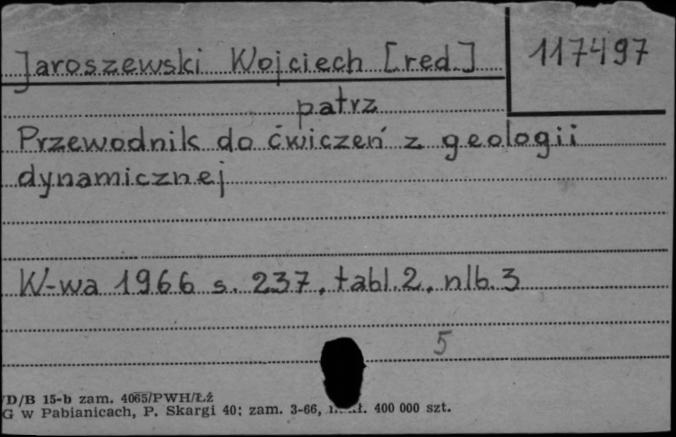 Jaroszewski Wojciech [red.]
117497
patrz
Przewodnik do ćwiczeń z geologii
dynamicznej
W-wa 1966 s. 237, tabl. 2, nlb. 3
5
/D/B 15-b zam. 4065/PWH/Łź
G w Pabianicach, P. Skargi 40; zam. 3-66, 400 000 szt.